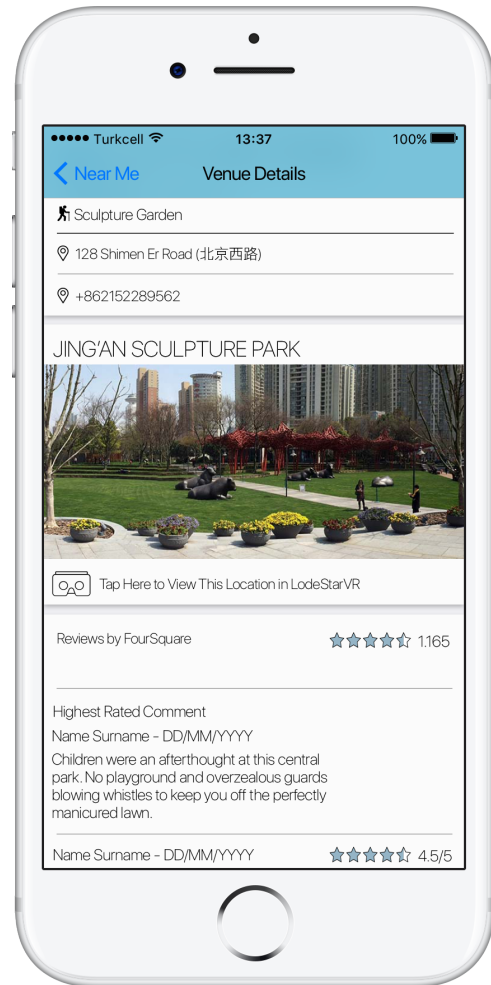 Turkcell 13:37 100%
Near Me Venue Details
Sculpture Garden
128 Shimen Er Road (北京西路)
+862152289562
JING'AN SCULPTURE PARK
Tap Here to View This Location in LodeStarVR
Reviews by FourSquare 1.165
Highest Rated Comment
Name Surname - DD/MM/YYYY
Children were an afterthought at this central
park. No playground and overzealous guards
blowing whistles to keep you off the perfectly
manicured lawn.
Name Surname - DD/MM/YYYY 4.5/5